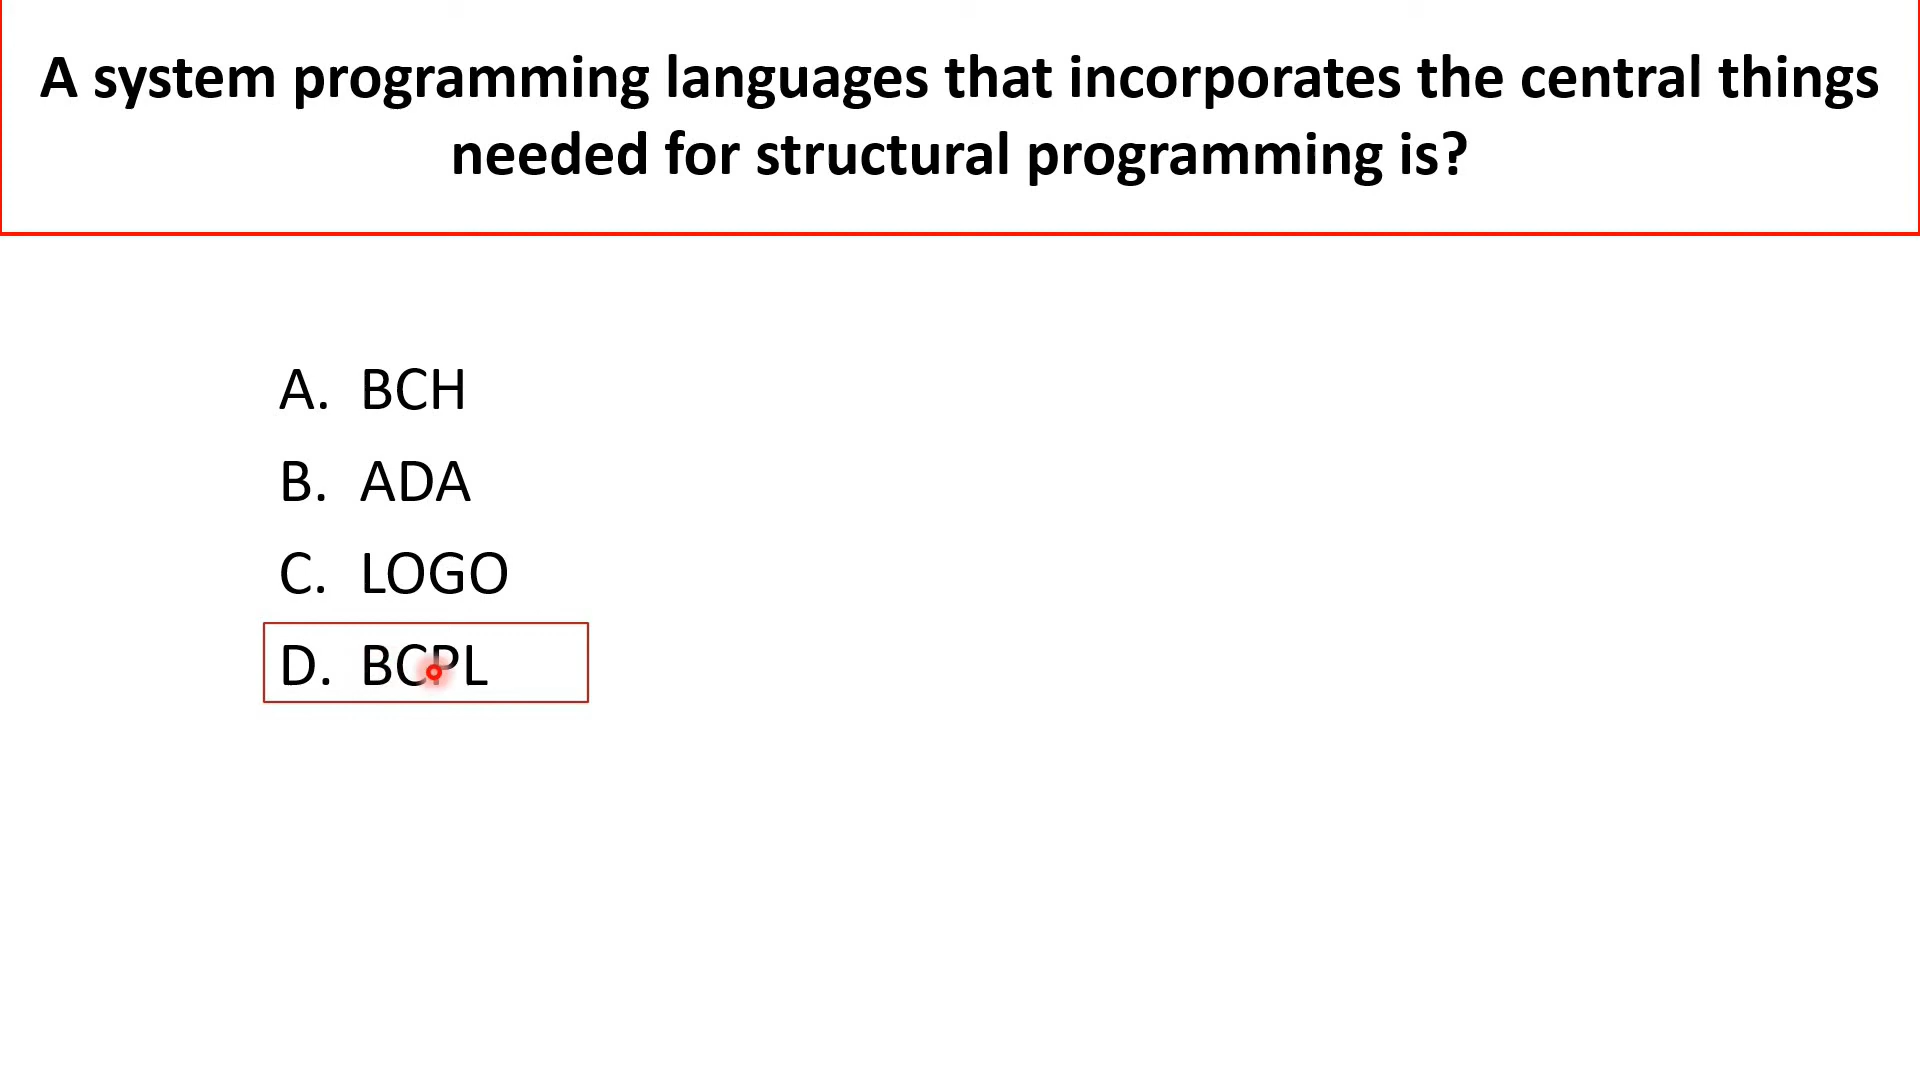 A system programming languages that incorporates the central things
needed for structural programming is?
A. BCH
B. ADA
C. LOGO
D. BCPL